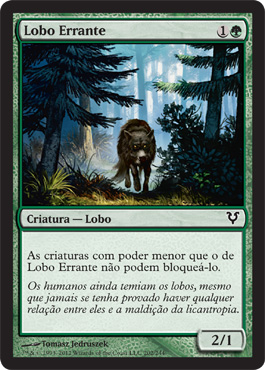 Lobo Errante 1
Criatura — Lobo
As criaturas com poder menor que o de
Lobo Errante não podem bloqueá-lo.
Os humanos ainda temiam os lobos, mesmo
que jamais se tenha provado haver qualquer
relação entre eles e a maldição da licantropia.
Tomasz Jedruszek
2/1